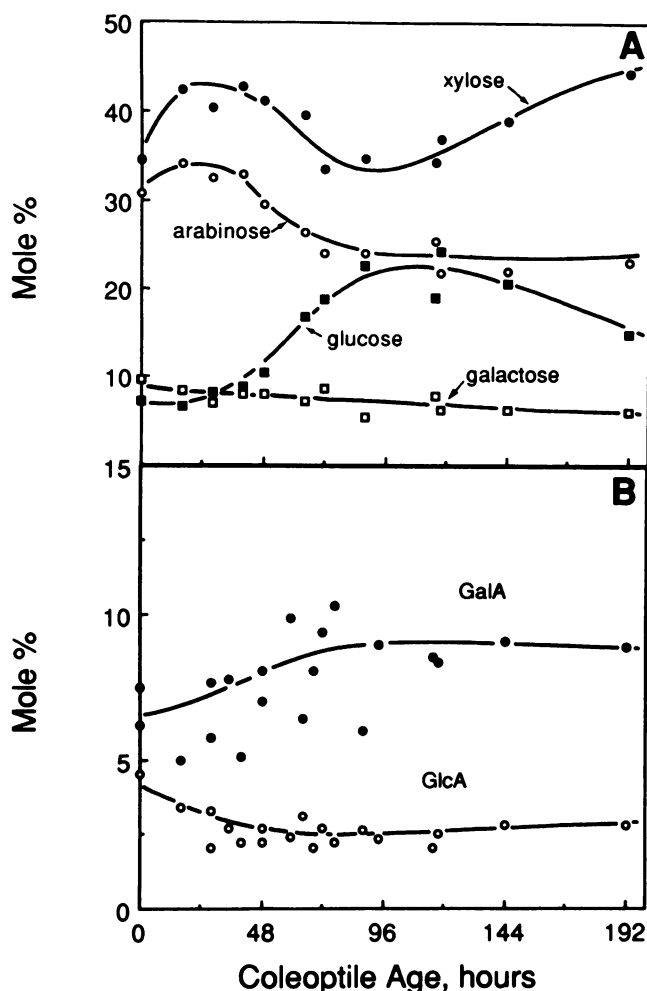 50
A
xylose
40
30
arabinose
Mole %
20
glucose
galactose
10
15
B
GalA
10
Mole %
5
GlcA
0
0 48 96 144 192
Coleoptile Age, hours